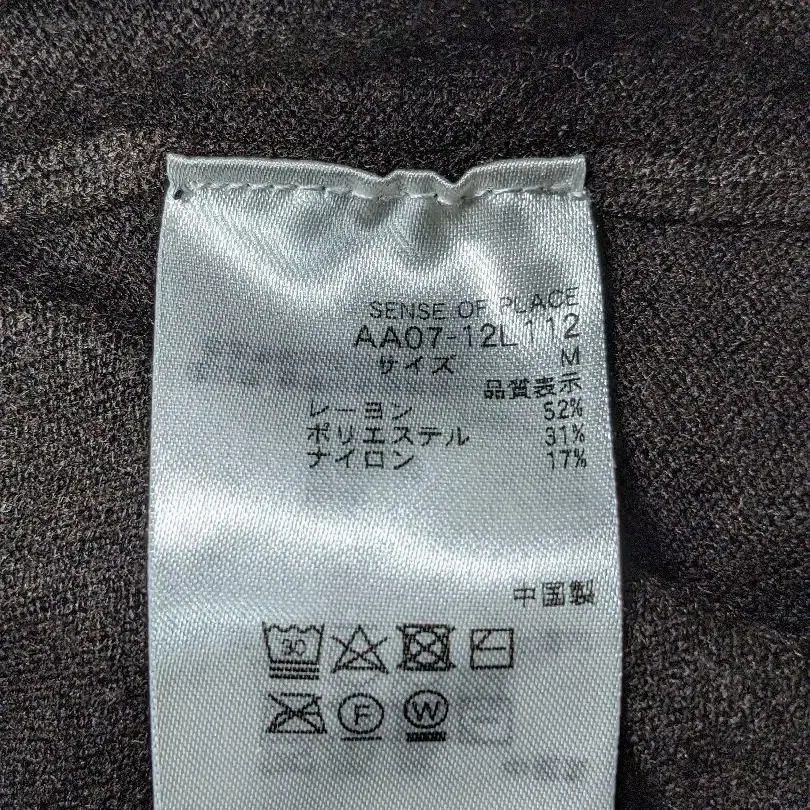 SENSE OF PLACE
AA07-12L112
サイズ M
品質表示
レーヨン 52%
ポリエステル 31%
ナイロン 17%
中国製
30
F W